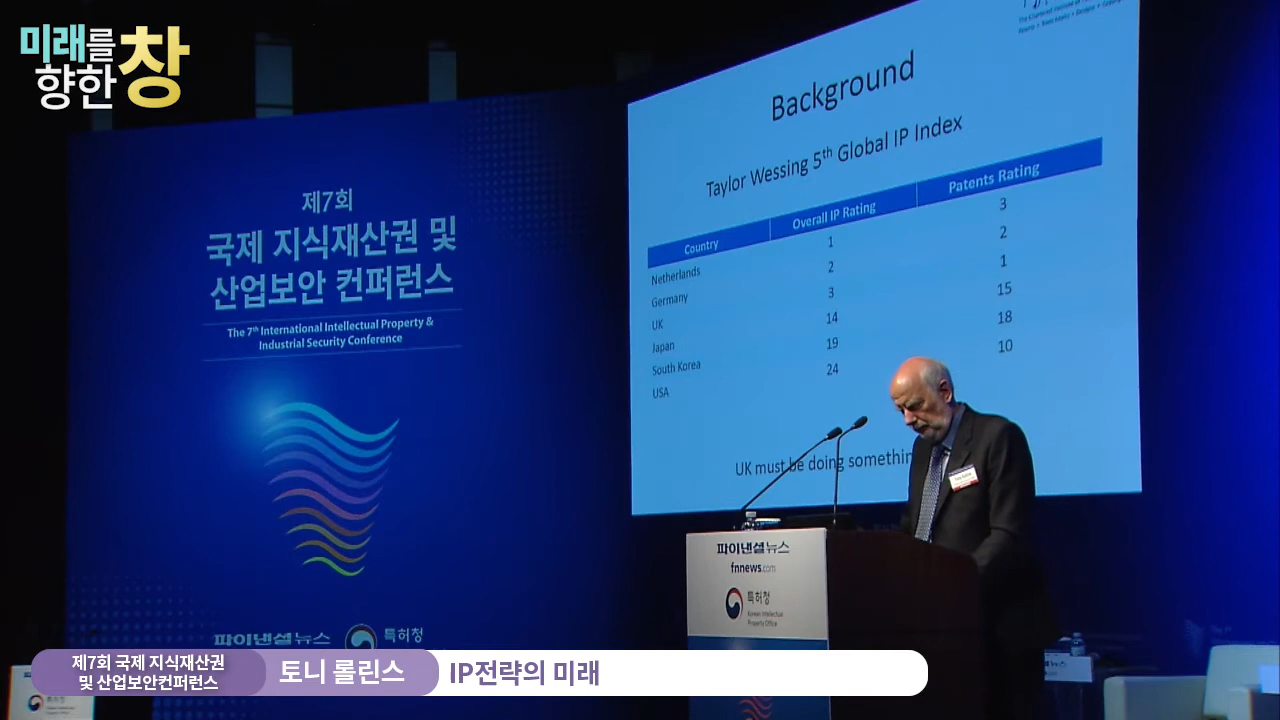 미래를
향한 창
제7회
국제 지식재산권 및
산업보안 컨퍼런스
The 7th International Intellectual Property &
Industrial Security Conference
파이낸셜뉴스 특허청
Background
Taylor Wessing 5th Global IP Index
Country Overall IP Rating Patents Rating
Netherlands 1 3
Germany 2 2
UK 3 1
Japan 14 15
South Korea 19 18
USA 24 10
UK must be doing somethin
파이낸셜뉴스
fnnews.com
특허청
Korean Intellectual
Property Office
제7회 국제 지식재산권
및 산업보안컨퍼런스
토니 롤린스
IP전략의 미래